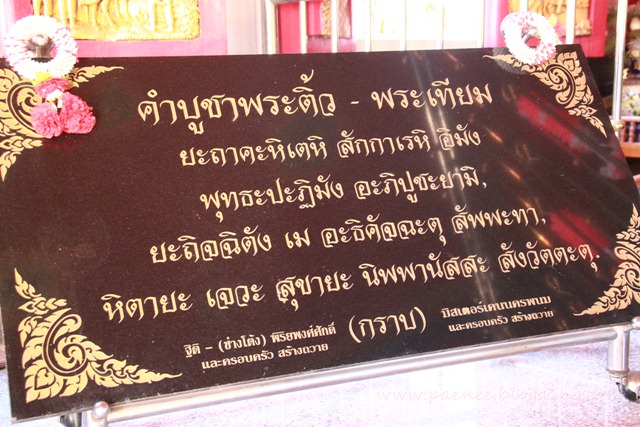 คำบูชาพระติ้ว - พระเทียม
ยะถาคะหิเตหิ สักกาเรหิ อิมัง
พุทธะปะฏิมัง อะภิปูชะยามิ,
ยะถิจฉิตัง เม อะธิคัจฉะตุ สัพพะทา,
หิตายะ เจวะ สุขายะ นิพพานัสสะ สังวัตตะตุ.
(กราบ)
ฐิติ - (ช่างโต้ง) พิริยพงศ์ศักดิ์
และครอบครัว สร้างถวาย
มิสเตอร์เคนนครพนม
และครอบครัว สร้างถวาย